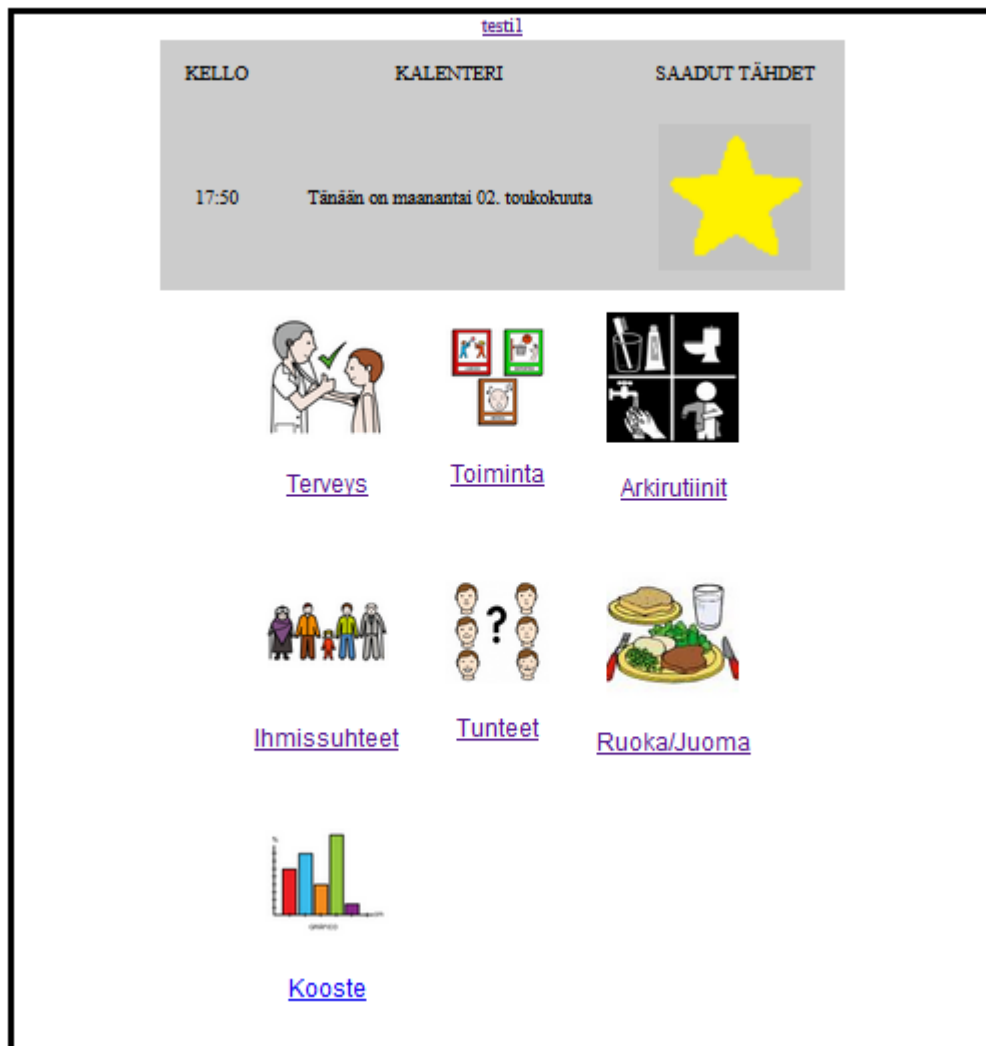 testi1
KELLO KALENTERI SAADUT TÄHDET
17:50 Tänään on maanantai 02. toukokuuta
Terveys Toiminta Arkirutiinit
?
Ihmissuhteet Tunteet Ruoka/Juoma
%
GRÁFICO
Kooste